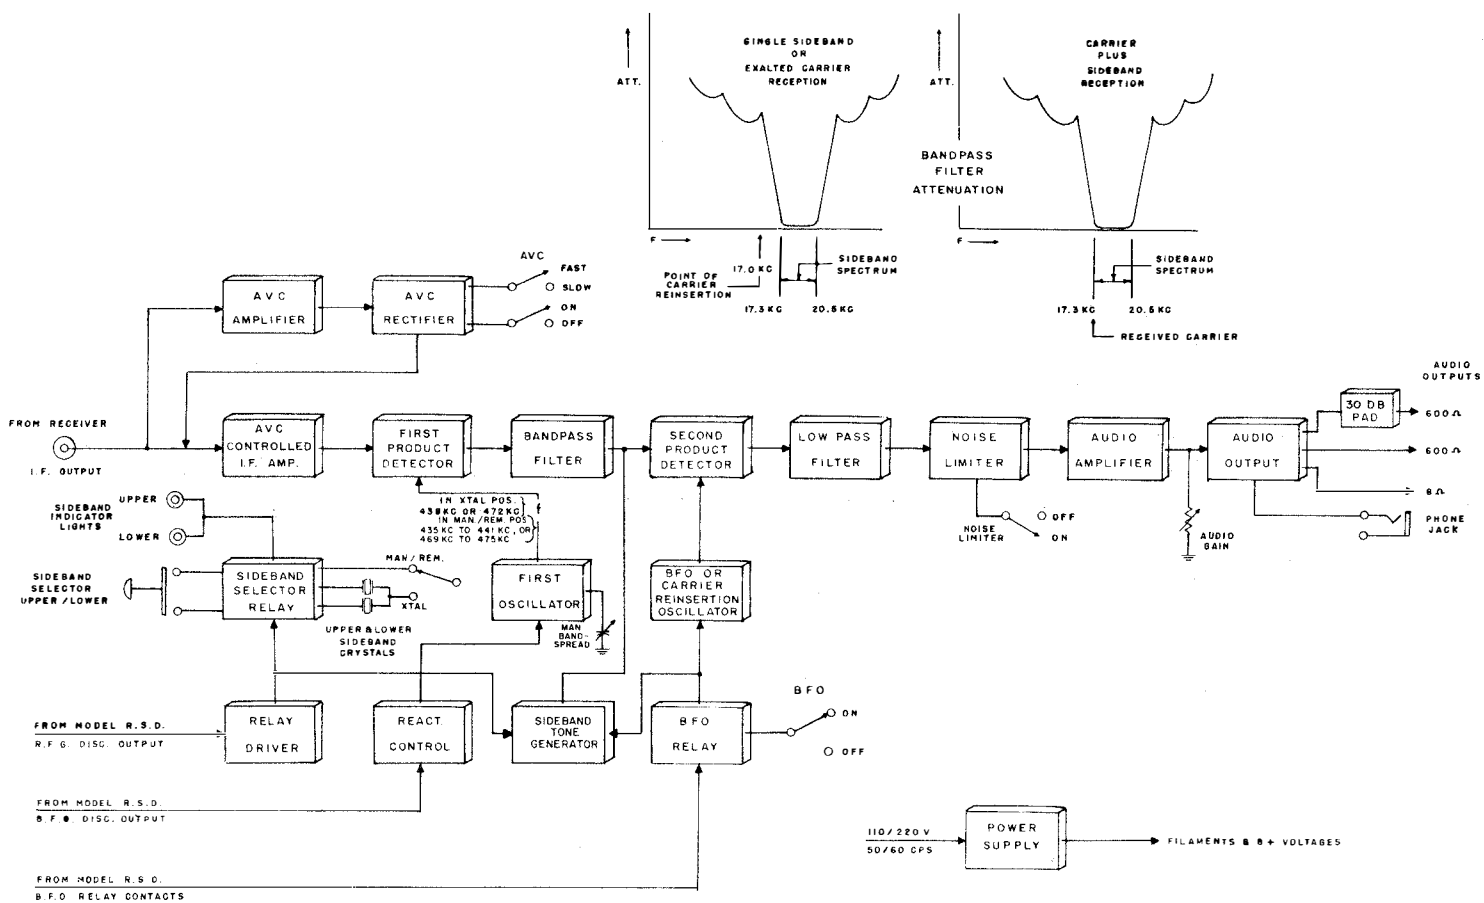 SINGLE SIDEBAND
OR
EXALTED CARRIER
RECEPTION
ATT.
F
POINT OF
CARRIER
REINSERTION
17.0 KC
SIDEBAND
SPECTRUM
17.3 KC
20.5 KC
BANDPASS
FILTER
ATTENUATION
CARRIER
PLUS
SIDEBAND
RECEPTION
ATT.
F
SIDEBAND
SPECTRUM
17.3 KC
20.5 KC
RECEIVED CARRIER
AVC
FAST
SLOW
ON
OFF
AVC
AMPLIFIER
AVC
RECTIFIER
FROM RECEIVER
I.F. OUTPUT
AVC
CONTROLLED
I.F. AMP.
FIRST
PRODUCT
DETECTOR
BANDPASS
FILTER
SECOND
PRODUCT
DETECTOR
LOW PASS
FILTER
NOISE
LIMITER
AUDIO
AMPLIFIER
AUDIO
OUTPUT
30 DB
PAD
AUDIO
OUTPUTS
600 Ω
600 Ω
8 Ω
PHONE
JACK
AUDIO
GAIN
NOISE
LIMITER
OFF
ON
SIDEBAND
INDICATOR
LIGHTS
UPPER
LOWER
IN XTAL POS.
438KC OR 472KC
IN MAN./REM. POS
435KC TO 441KC, OR
469KC TO 475KC
SIDEBAND
SELECTOR
UPPER / LOWER
SIDEBAND
SELECTOR
RELAY
MAN / REM.
XTAL
UPPER & LOWER
SIDEBAND
CRYSTALS
FIRST
OSCILLATOR
MAN
BAND-
SPREAD
BFO OR
CARRIER
REINSERTION
OSCILLATOR
FROM MODEL R.S.D.
R.F.G. DISC. OUTPUT
RELAY
DRIVER
REACT.
CONTROL
SIDEBAND
TONE
GENERATOR
BFO
RELAY
BFO
ON
OFF
FROM MODEL R.S.D.
B.F.O. DISC. OUTPUT
FROM MODEL R.S.D.
B.F.O. RELAY CONTACTS
110/220 V
50/60 CPS
POWER
SUPPLY
FILAMENTS & B+ VOLTAGES